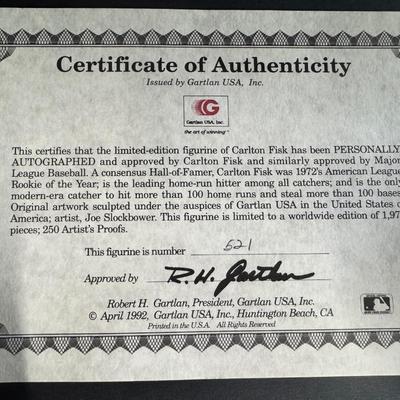 Certificate of Authenticity
Issued by Gartlan USA, Inc.
G
Gartlan USA, Inc.
the art of winning™
This certifies that the limited-edition figurine of Carlton Fisk has been PERSONALLY
AUTOGRAPHED and approved by Carlton Fisk and similarly approved by Major
League Baseball. A consensus Hall-of-Famer, Carlton Fisk was 1972's American League
Rookie of the Year; is the leading home-run hitter among all catchers; and is the only
modern-era catcher to hit more than 100 home runs and steal more than 100 bases.
Original artwork sculpted under the auspices of Gartlan USA in the United States of
America; artist, Joe Slockbower. This figurine is limited to a worldwide edition of 1,97
pieces; 250 Artist's Proofs.
This figurine is number 521
Approved by R.H. Gartlan
Robert H. Gartlan, President, Gartlan USA, Inc.
© April 1992, Gartlan USA, Inc., Huntington Beach, CA
Printed in the U.S.A. All Rights Reserved